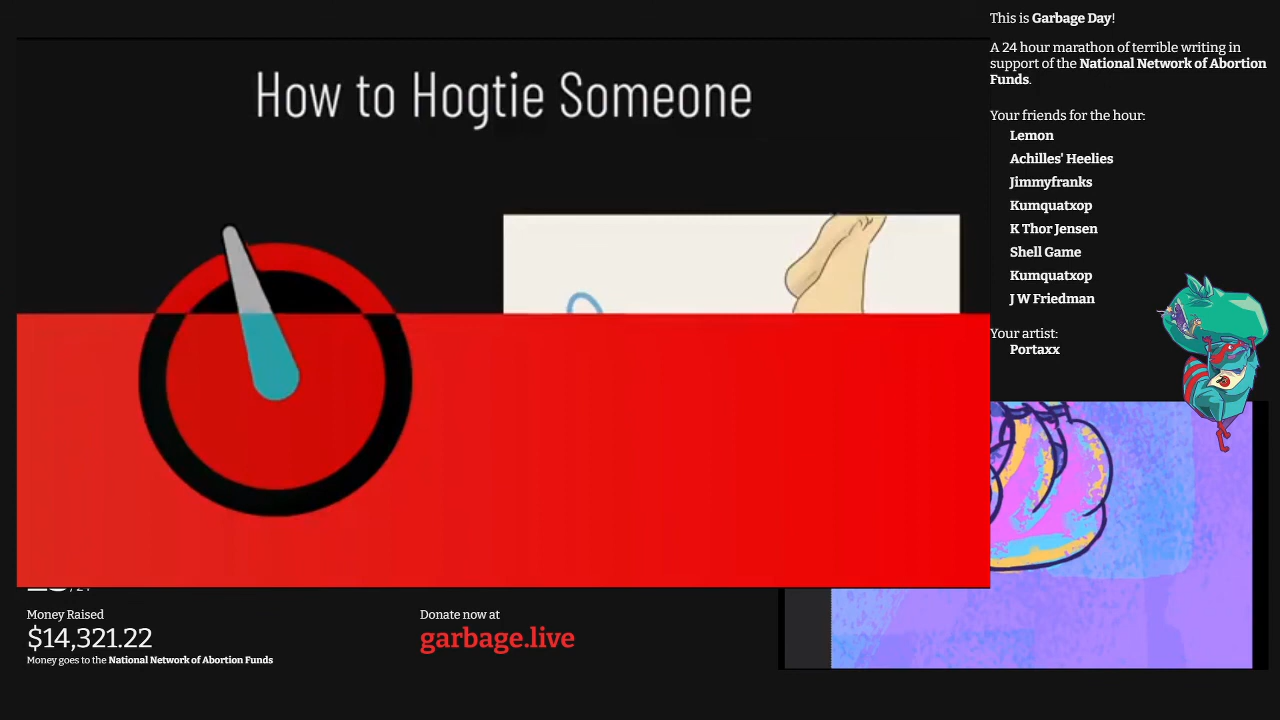 How to Hogtie Someone
This is Garbage Day!
A 24 hour marathon of terrible writing in
support of the National Network of Abortion
Funds.
Your friends for the hour:
Lemon
Achilles' Heelies
Jimmyfranks
Kumquatxop
K Thor Jensen
Shell Game
Kumquatxop
J W Friedman
Your artist:
Portaxx
Money Raised
$14,321.22
Money goes to the National Network of Abortion Funds
Donate now at
garbage.live